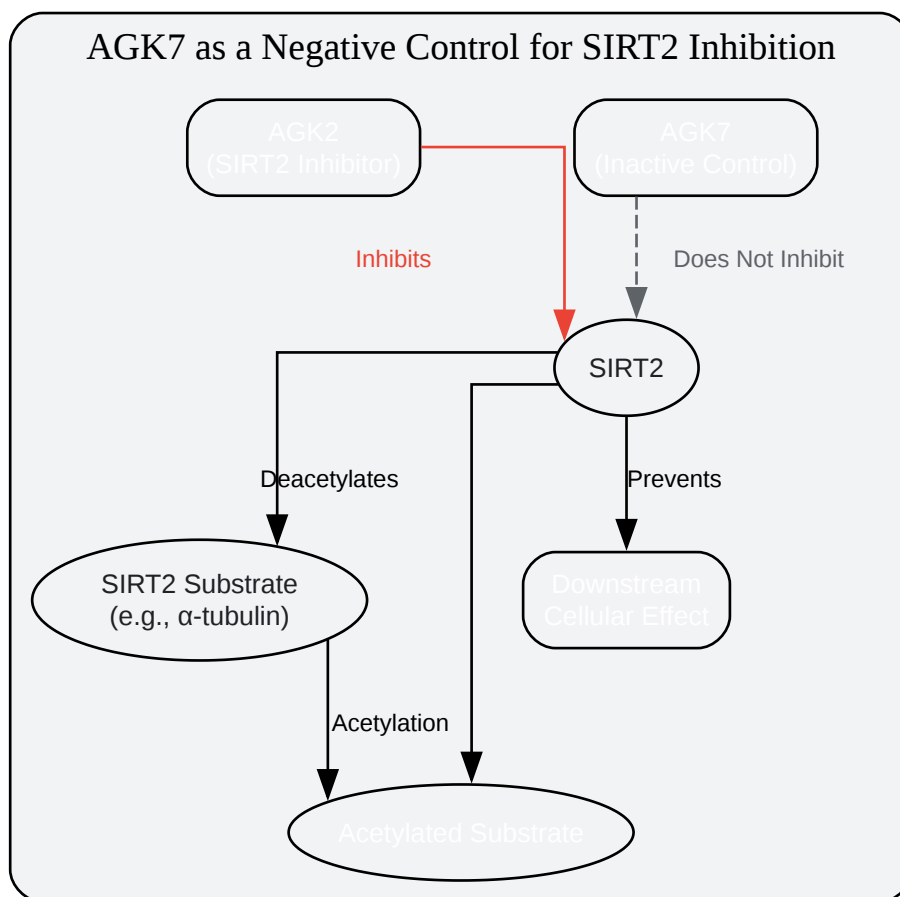 AGK7 as a Negative Control for SIRT2 Inhibition
AGK2
(SIRT2 Inhibitor)
AGK7
(Inactive Control)
Inhibits
Does Not Inhibit
SIRT2
Deacetylates
Prevents
SIRT2 Substrate
(e.g., α-tubulin)
Downstream
Cellular Effect
Acetylation
Acetylated Substrate